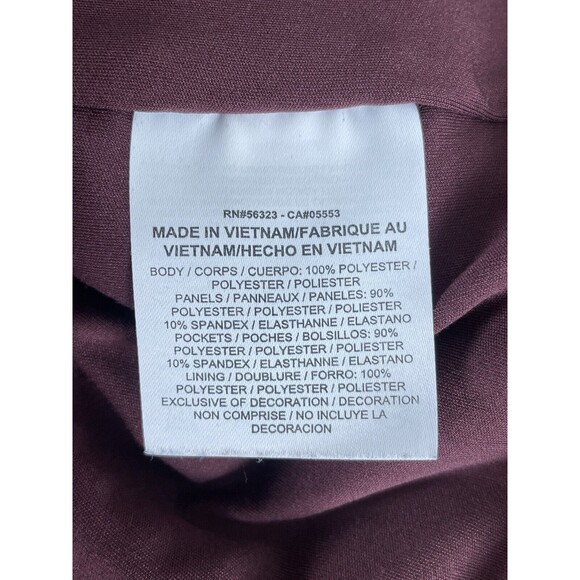 RN#56323 - CA#05553
MADE IN VIETNAM/FABRIQUE AU
VIETNAM/HECHO EN VIETNAM
BODY / CORPS / CUERPO: 100% POLYESTER /
POLYESTER / POLIESTER
PANELS / PANNEAUX / PANELES: 90%
POLYESTER / POLYESTER / POLIESTER
10% SPANDEX / ELASTHANNE / ELASTANO
POCKETS / POCHES / BOLSILLOS: 90%
POLYESTER / POLYESTER / POLIESTER
10% SPANDEX / ELASTHANNE / ELASTANO
LINING / DOUBLURE / FORRO: 100%
POLYESTER / POLYESTER / POLIESTER
EXCLUSIVE OF DECORATION / DECORATION
NON COMPRISE / NO INCLUYE LA
DECORACION